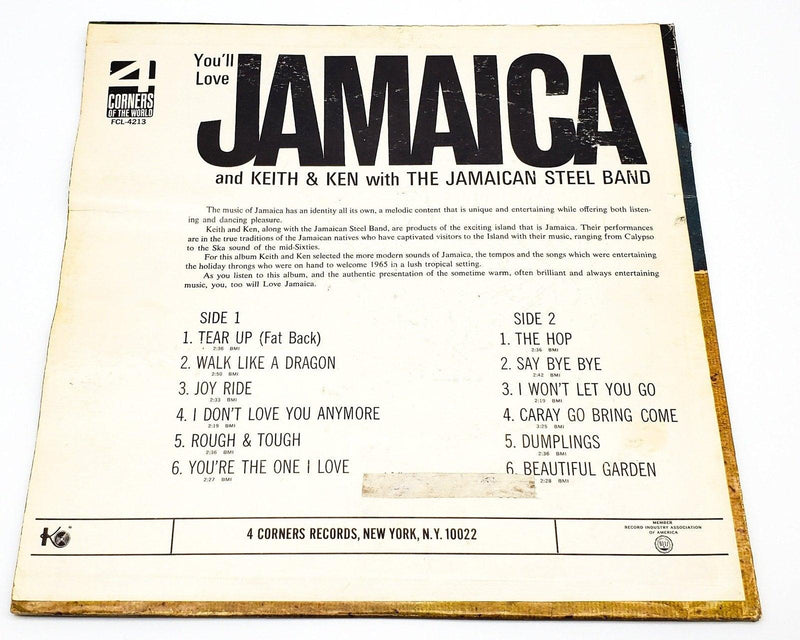 4
CORNERS
OF THE WORLD
FCL-4213
You'll
Love
JAMAICA
and KEITH & KEN with THE JAMAICAN STEEL BAND
The music of Jamaica has an identity all its own, a melodic content that is unique and entertaining while offering both listen-
ing and dancing pleasure.
Keith and Ken, along with the Jamaican Steel Band, are products of the exciting island that is Jamaica. Their performances
are in the true traditions of the Jamaican natives who have captivated visitors to the Island with their music, ranging from Calypso
to the Ska sound of the mid-Sixties.
For this album Keith and Ken selected the more modern sounds of Jamaica, the tempos and the songs which were entertaining
the holiday throngs who were on hand to welcome 1965 in a lush tropical setting.
As you listen to this album, and the authentic presentation of the sometime warm, often brilliant and always entertaining
music, you, too will Love Jamaica.
SIDE 1
1. TEAR UP (Fat Back)
2:36 BMI
2. WALK LIKE A DRAGON
2:50 BMI
3. JOY RIDE
2:33 BMI
4. I DON'T LOVE YOU ANYMORE
2:19 BMI
5. ROUGH & TOUGH
2:36 BMI
6. YOU'RE THE ONE I LOVE
2:27 BMI
SIDE 2
1. THE HOP
2:36 BMI
2. SAY BYE BYE
2:42 BMI
3. I WON'T LET YOU GO
2:19 BMI
4. CARAY GO BRING COME
3:25 BMI
5. DUMPLINGS
2:36 BMI
6. BEAUTIFUL GARDEN
2:28 BMI
4 CORNERS RECORDS, NEW YORK, N.Y. 10022
MEMBER
RECORD INDUSTRY ASSOCIATION
OF AMERICA